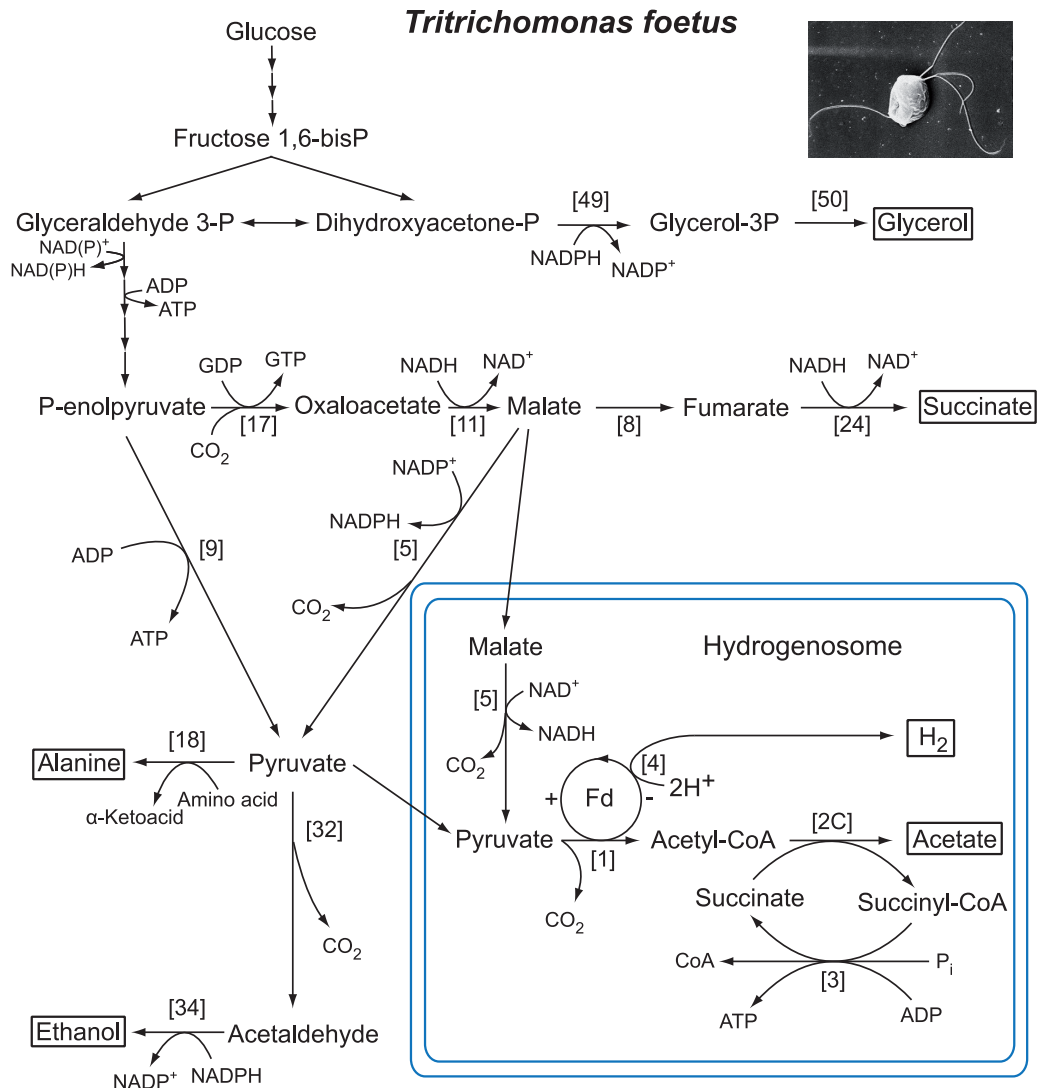 Tritrichomonas foetus
Glucose
Fructose 1,6-bisP
Glyceraldehyde 3-P
Dihydroxyacetone-P
[49]
NADPH
NADP⁺
Glycerol-3P
[50]
Glycerol
NAD(P)⁺
NAD(P)H
ADP
ATP
P-enolpyruvate
GDP
GTP
CO₂
[17]
Oxaloacetate
NADH
NAD⁺
[11]
Malate
[8]
Fumarate
NADH
NAD⁺
[24]
Succinate
ADP
[9]
ATP
NADP⁺
NADPH
[5]
CO₂
Hydrogenosome
Malate
[5]
NAD⁺
NADH
CO₂
Alanine
[18]
Pyruvate
α-Ketoacid
Amino acid
[32]
CO₂
H₂
[4]
2H⁺
+
Fd
-
Pyruvate
[1]
CO₂
Acetyl-CoA
[2C]
Acetate
Succinate
Succinyl-CoA
CoA
Pᵢ
[3]
ATP
ADP
Ethanol
[34]
Acetaldehyde
NADP⁺
NADPH